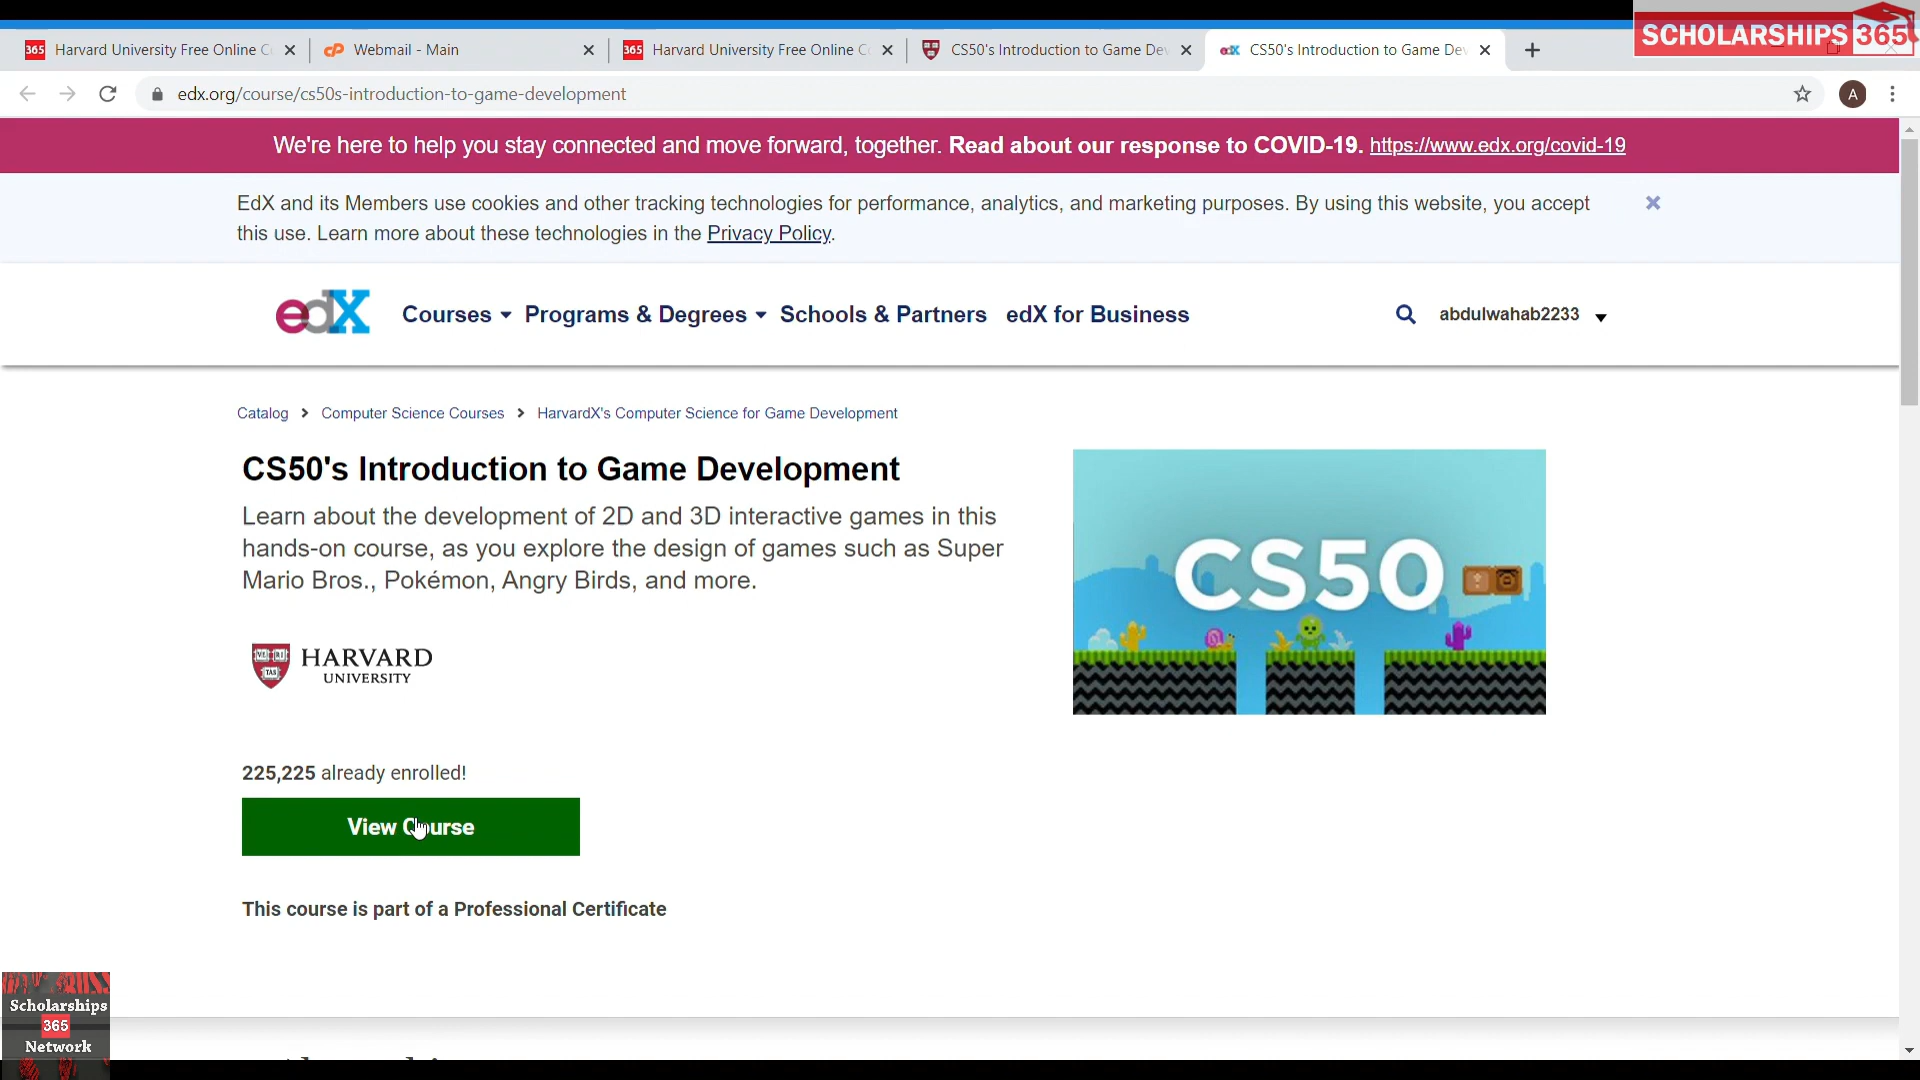 SCHOLARSHIPS 365
Harvard University Free Online C
Webmail - Main
Harvard University Free Online C
CS50's Introduction to Game Dev
CS50's Introduction to Game Dev
edx.org/course/cs50s-introduction-to-game-development
A
We're here to help you stay connected and move forward, together. Read about our response to COVID-19. https://www.edx.org/covid-19
EdX and its Members use cookies and other tracking technologies for performance, analytics, and marketing purposes. By using this website, you accept
this use. Learn more about these technologies in the Privacy Policy.
edX
Courses
Programs & Degrees
Schools & Partners
edX for Business
abdulwahab2233
Catalog > Computer Science Courses > HarvardX's Computer Science for Game Development
CS50's Introduction to Game Development
Learn about the development of 2D and 3D interactive games in this
hands-on course, as you explore the design of games such as Super
Mario Bros., Pokémon, Angry Birds, and more.
CS50
VE RI
TAS
HARVARD
UNIVERSITY
225,225 already enrolled!
View Course
This course is part of a Professional Certificate
Scholarships
365
Network